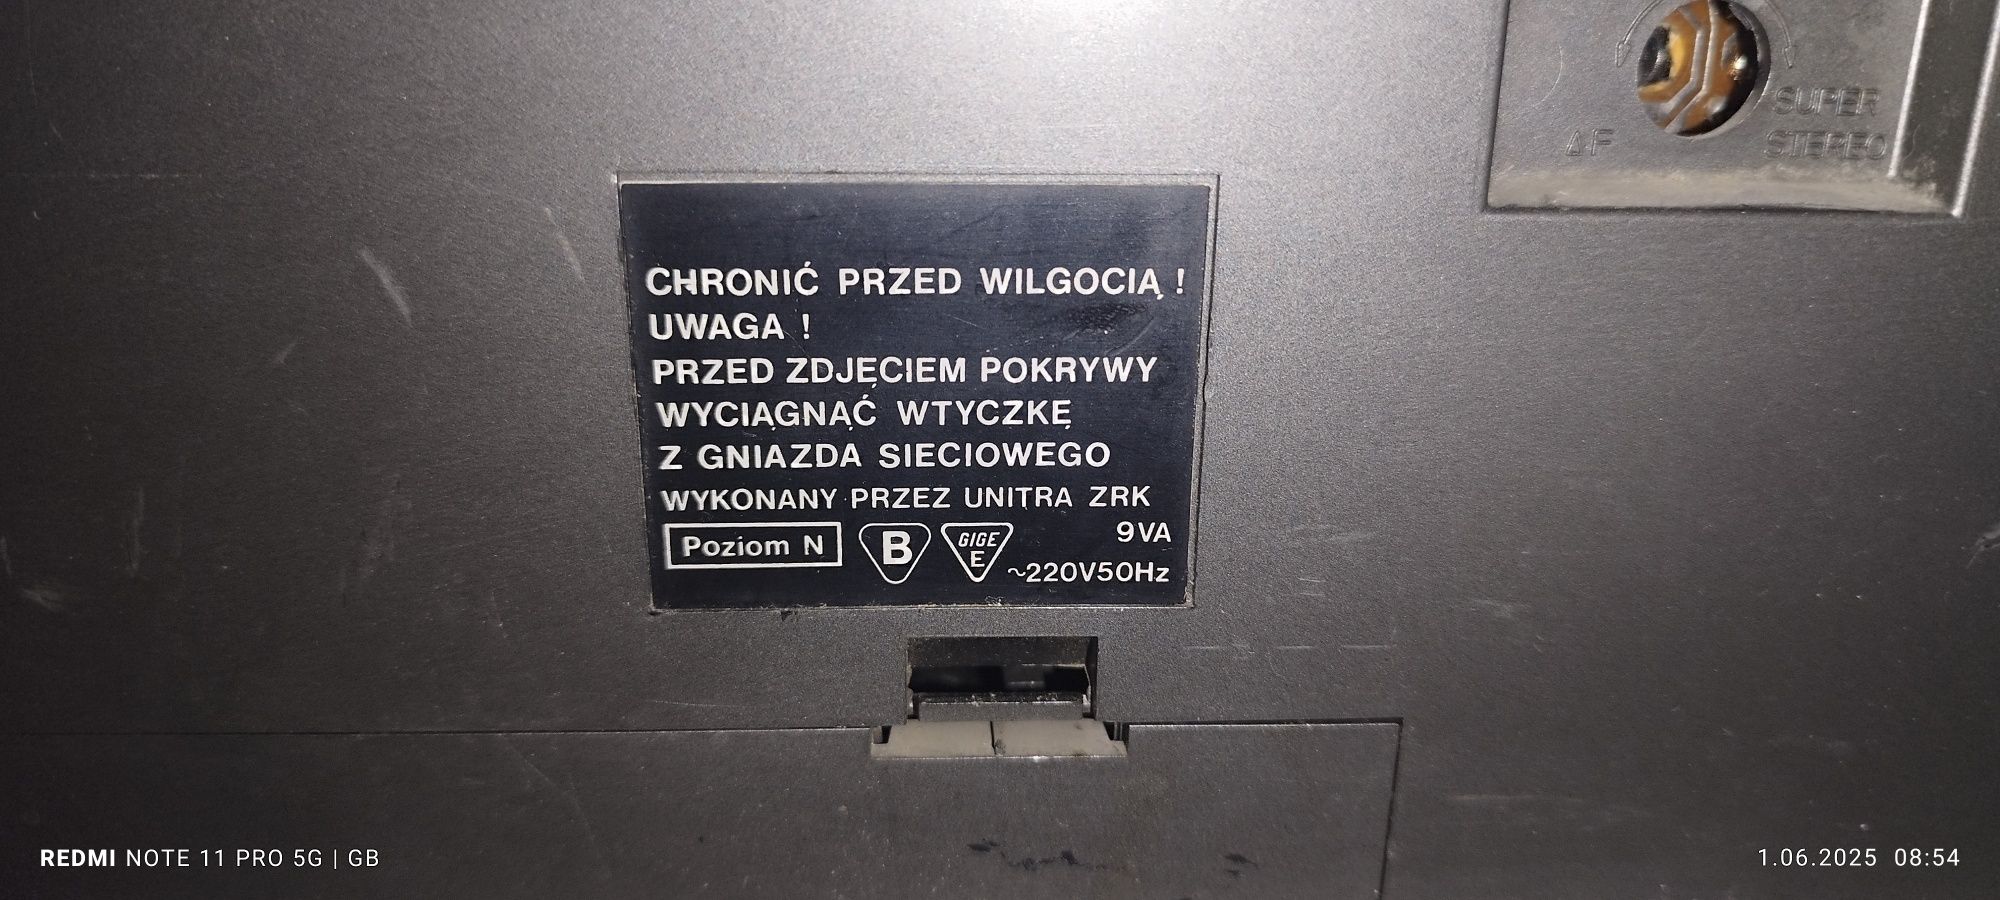 SUPER
ΔF STEREO
CHRONIĆ PRZED WILGOCIĄ !
UWAGA !
PRZED ZDJĘCIEM POKRYWY
WYCIĄGNĄĆ WTYCZKĘ
Z GNIAZDA SIECIOWEGO
WYKONANY PRZEZ UNITRA ZRK
Poziom N B GIGE E 9VA
~220V50Hz
REDMI NOTE 11 PRO 5G | GB
1.06.2025 08:54